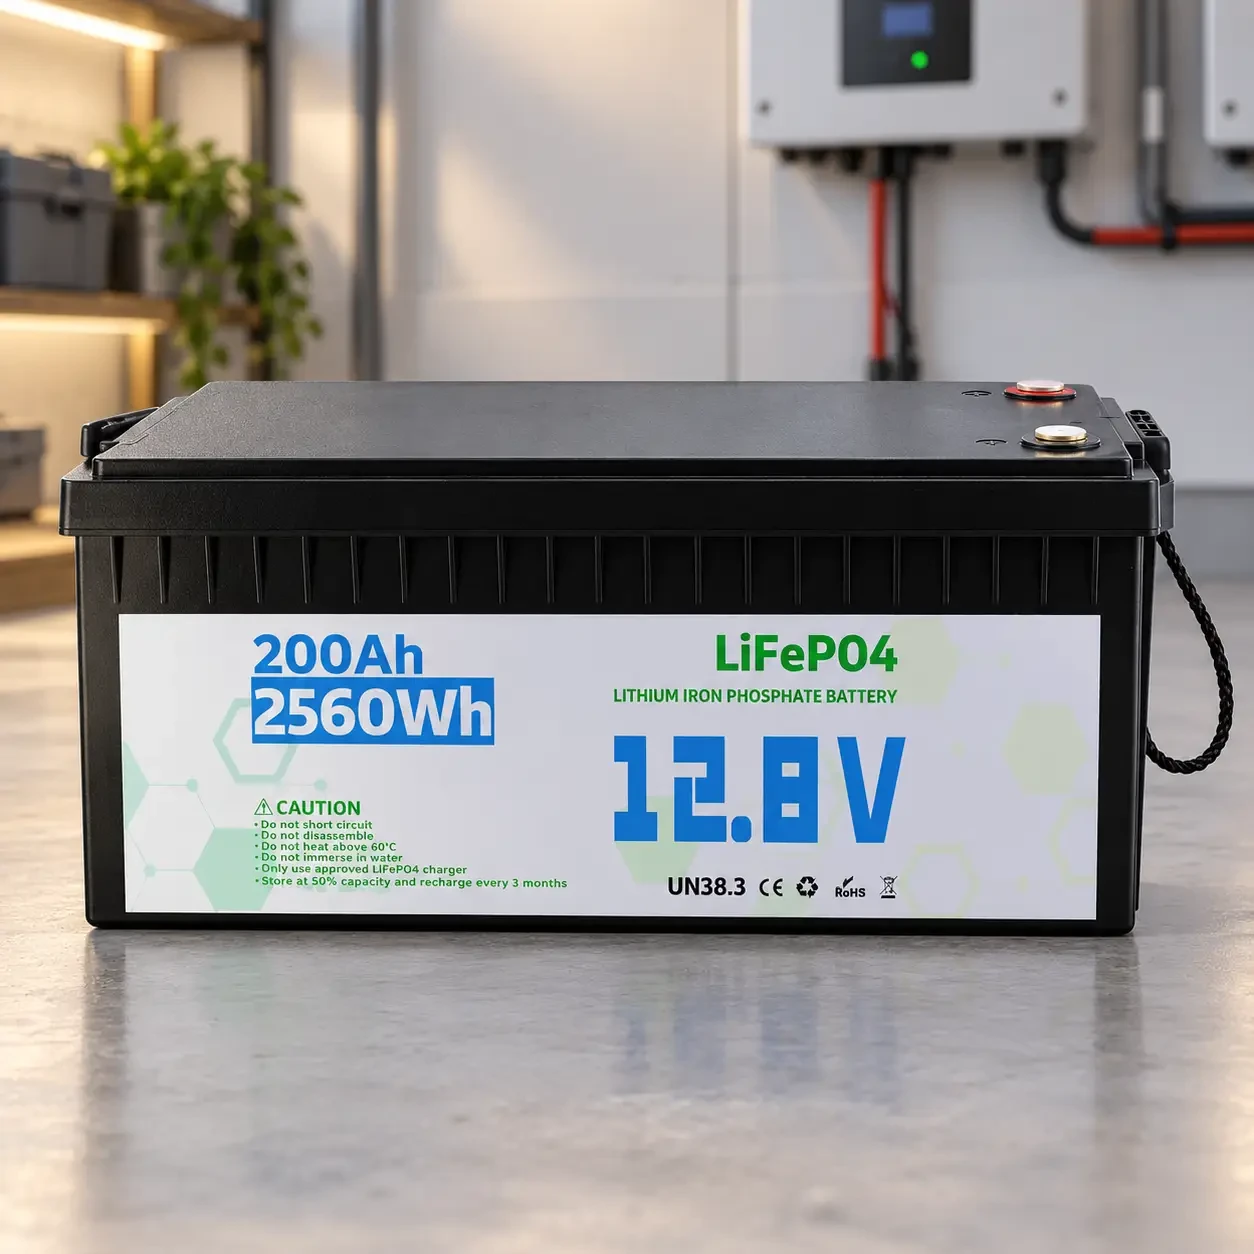 200Ah
2560Wh
LiFePO4
LITHIUM IRON PHOSPHATE BATTERY
12.8V
⚠ CAUTION
• Do not short circuit
• Do not disassemble
• Do not heat above 60°C
• Do not immerse in water
• Only use approved LiFePO4 charger
• Store at 50% capacity and recharge every 3 months
UN38.3 CE RoHS